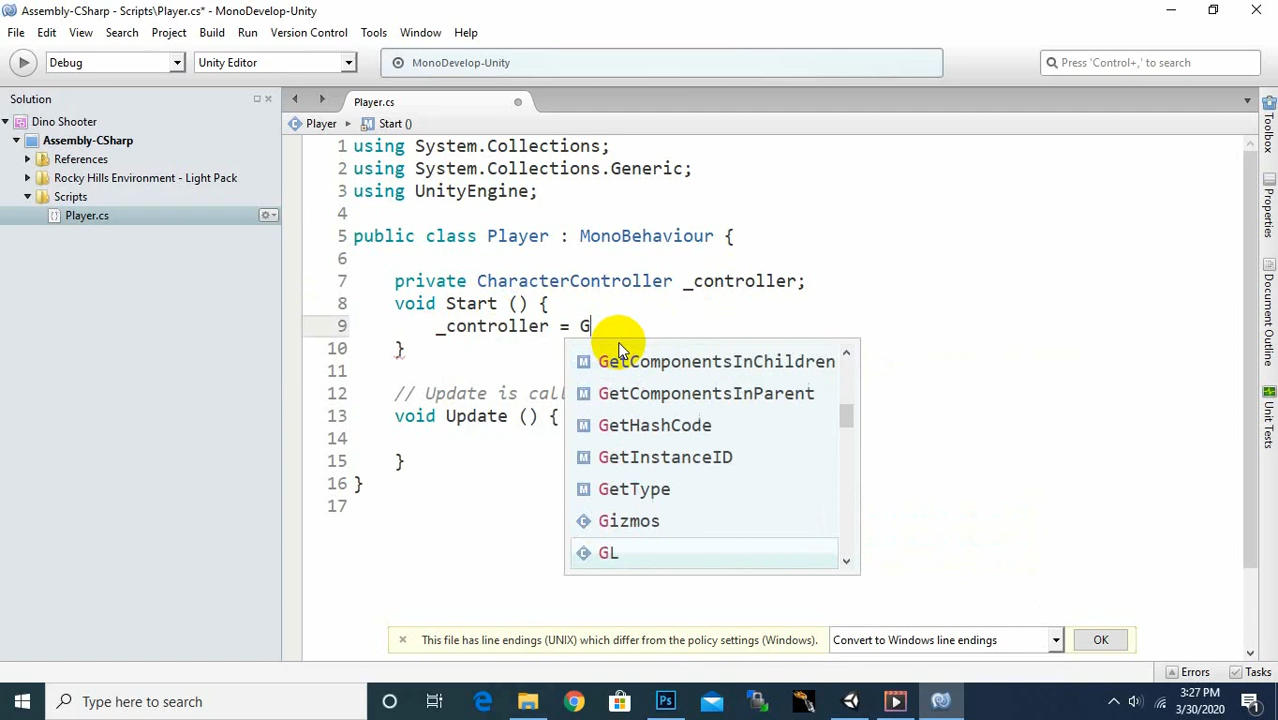 Assembly-CSharp - Scripts\Player.cs* - MonoDevelop-Unity
File Edit View Search Project Build Run Version Control Tools Window Help
Debug Unity Editor MonoDevelop-Unity Press 'Control+,' to search
Solution
Dino Shooter
Assembly-CSharp
References
Rocky Hills Environment - Light Pack
Scripts
Player.cs
Player.cs
Player Start ()
1 using System.Collections;
2 using System.Collections.Generic;
3 using UnityEngine;
4
5 public class Player : MonoBehaviour {
6
7 private CharacterController _controller;
8 void Start () {
9 _controller = G
10 }
11
12 // Update is call
13 void Update () {
14
15 }
16 }
17
GetComponentsInChildren
GetComponentsInParent
GetHashCode
GetInstanceID
GetType
Gizmos
GL
Toolbox
Properties
Document Outline
Unit Tests
This file has line endings (UNIX) which differ from the policy settings (Windows). Convert to Windows line endings OK
Errors Tasks
Type here to search
3:27 PM
3/30/2020